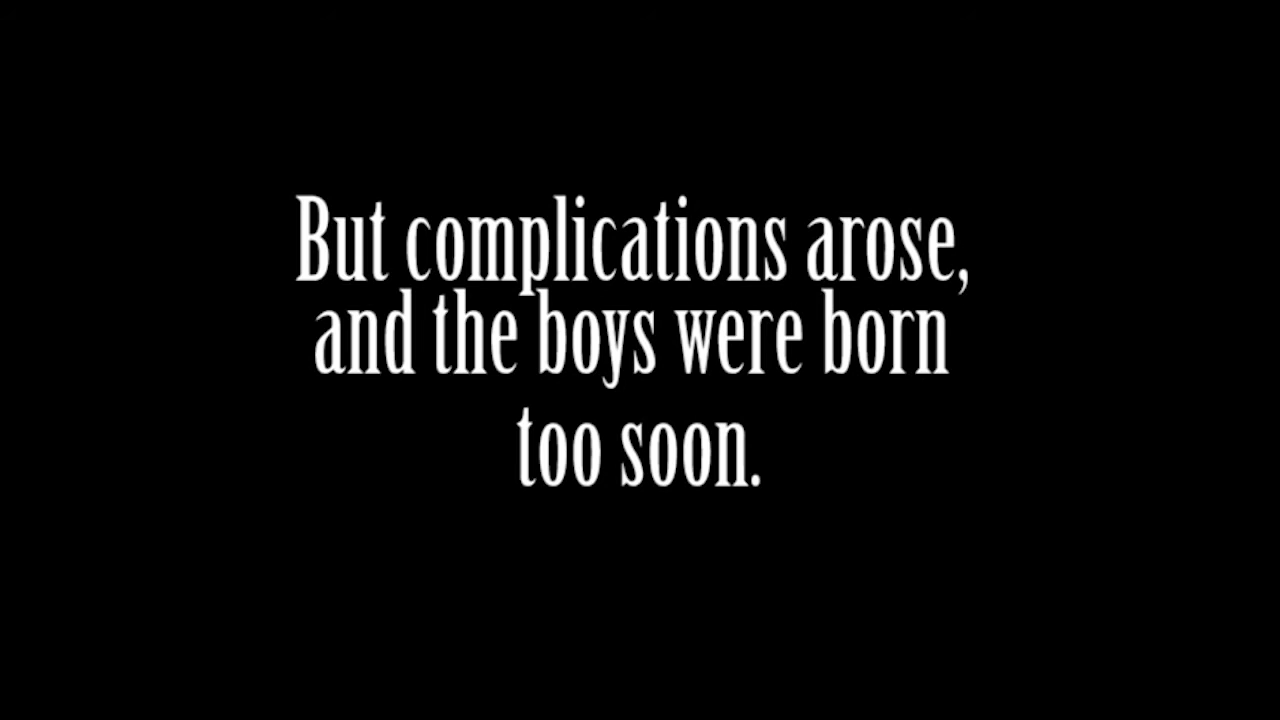 But complications arose,
and the boys were born
too soon.